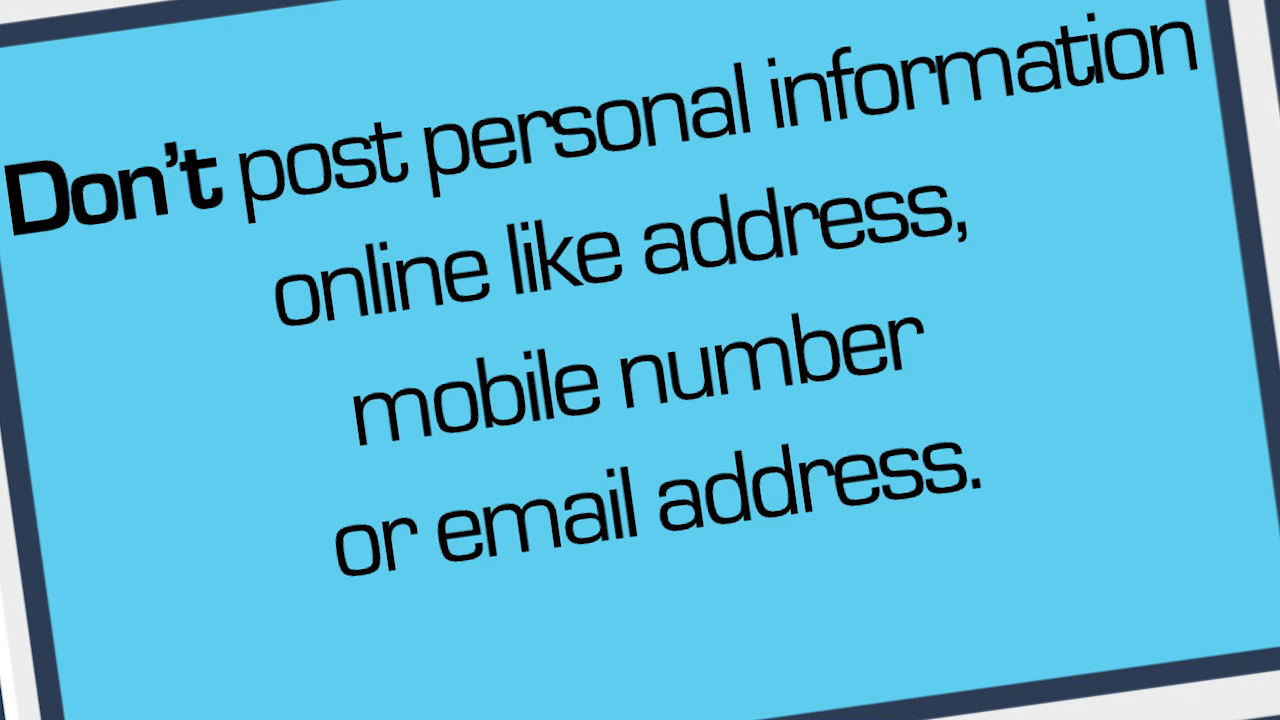 Don't post personal information
online like address,
mobile number
or email address.